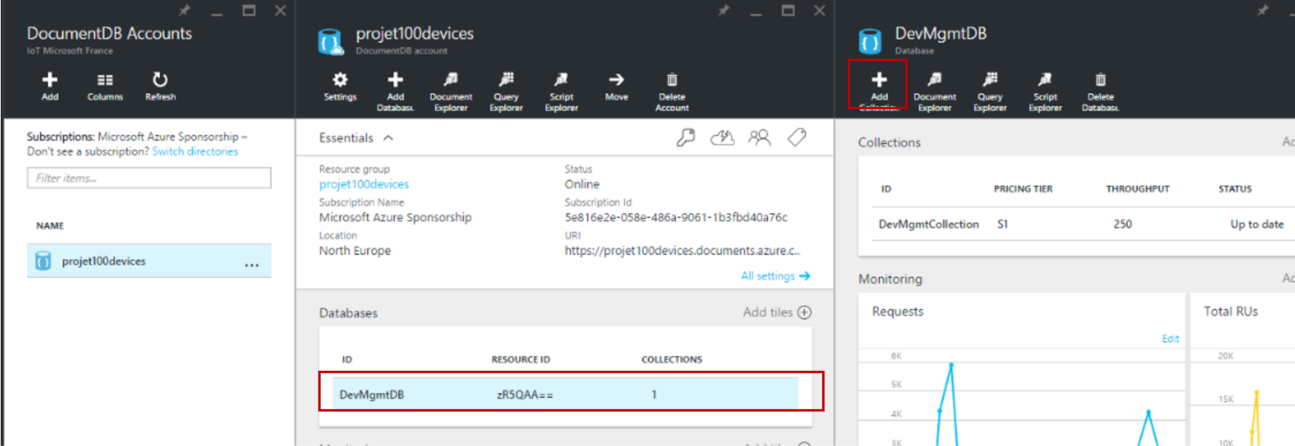 DocumentDB Accounts
IoT Microsoft France
Add
Columns
Refresh
Subscriptions: Microsoft Azure Sponsorship –
Don't see a subscription? Switch directories
Filter items...
NAME
projet100devices
...
projet100devices
DocumentDB account
Settings
Add
Databas
Document
Explorer
Query
Explorer
Script
Explorer
Move
Delete
Account
Essentials
Resource group
projet100devices
Subscription Name
Microsoft Azure Sponsorship
Location
North Europe
Status
Online
Subscription Id
5e816e2e-058e-486a-9061-1b3fbd40a76c
URI
https://projet100devices.documents.azure.c...
All settings
Databases
Add tiles
ID RESOURCE ID COLLECTIONS
DevMgmtDB zR5QAA== 1
DevMgmtDB
Database
Add
Document
Explorer
Query
Explorer
Script
Explorer
Delete
Databas
Collections
ID PRICING TIER THROUGHPUT STATUS
DevMgmtCollection S1 250 Up to date
Monitoring
Requests
Edit
6K
5K
4K
3K
Total RUs
20K
15K
10K